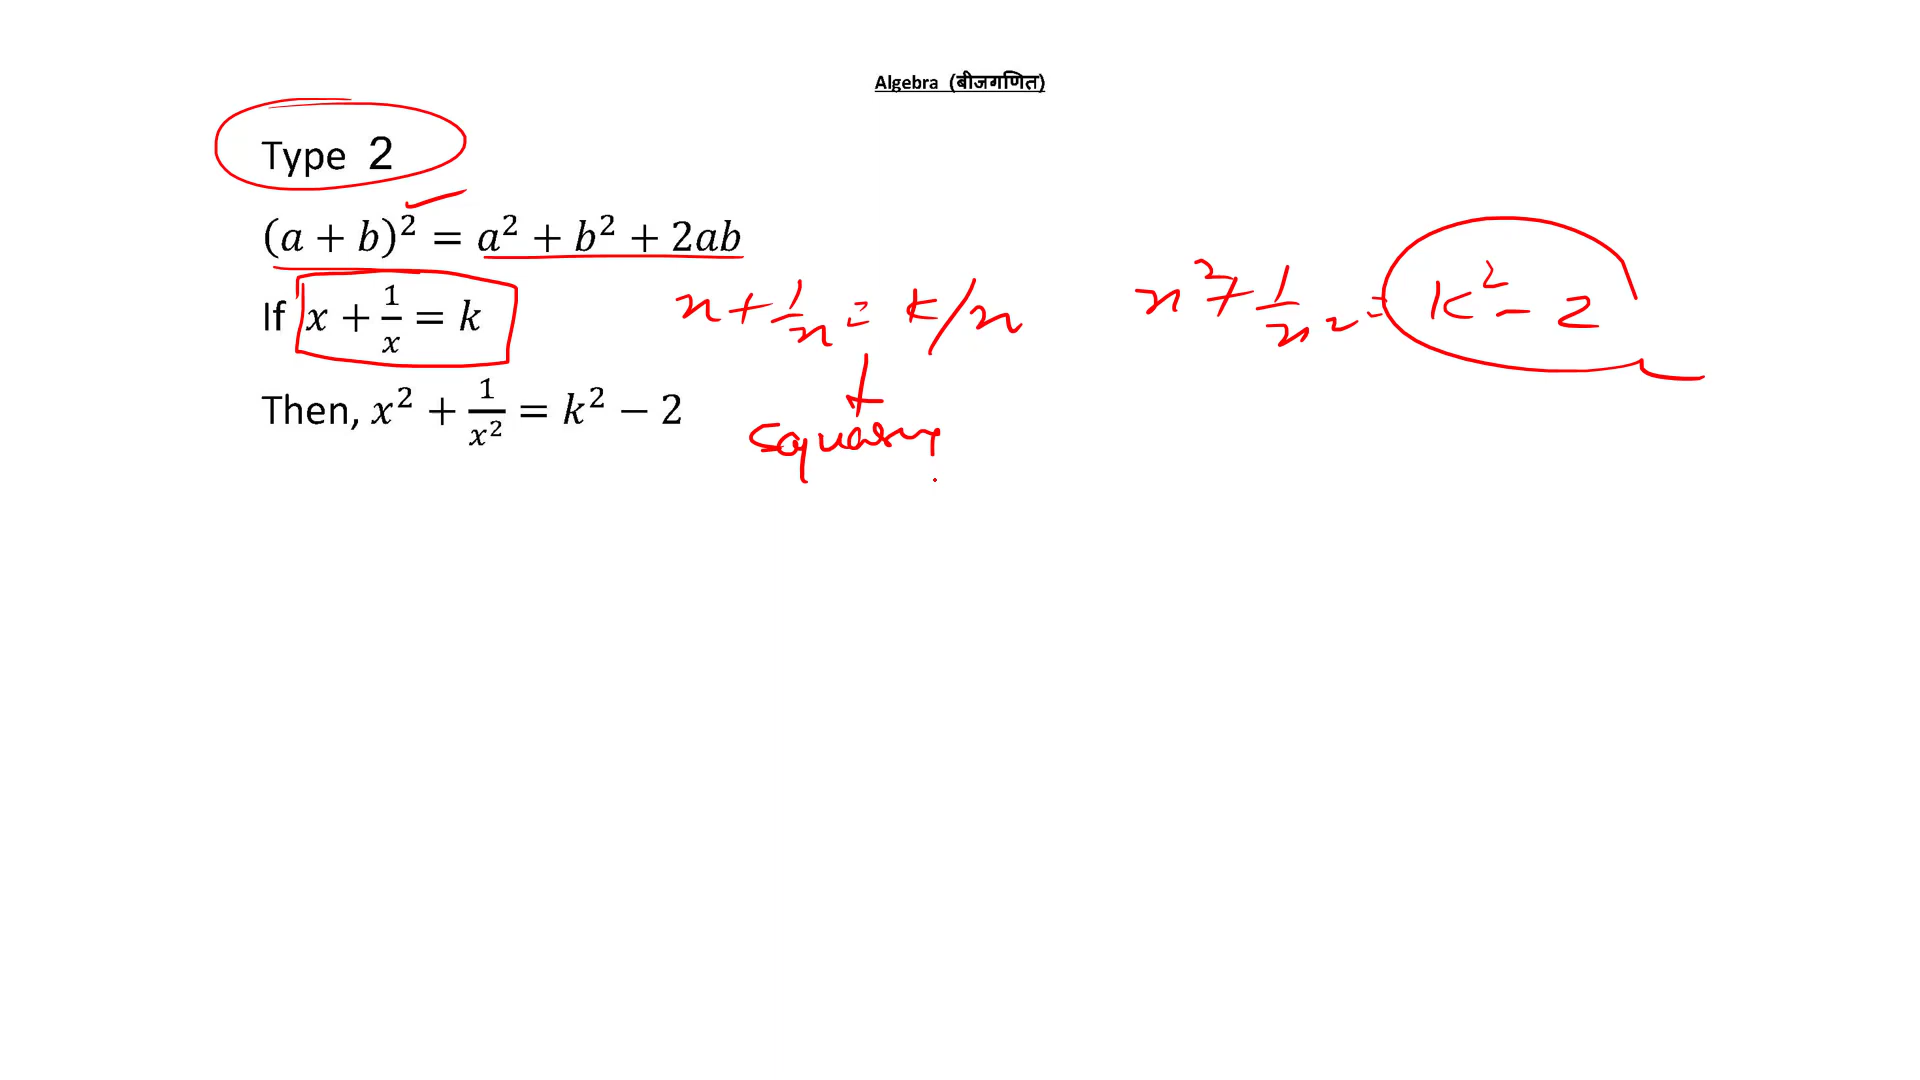 Algebra (बीजगणित)
Type 2
(a + b)² = a² + b² + 2ab
If x + 1/x = k
x + 1/x = k/n
x² + 1/x² = k² - 2
Then, x² + 1/x² = k² − 2